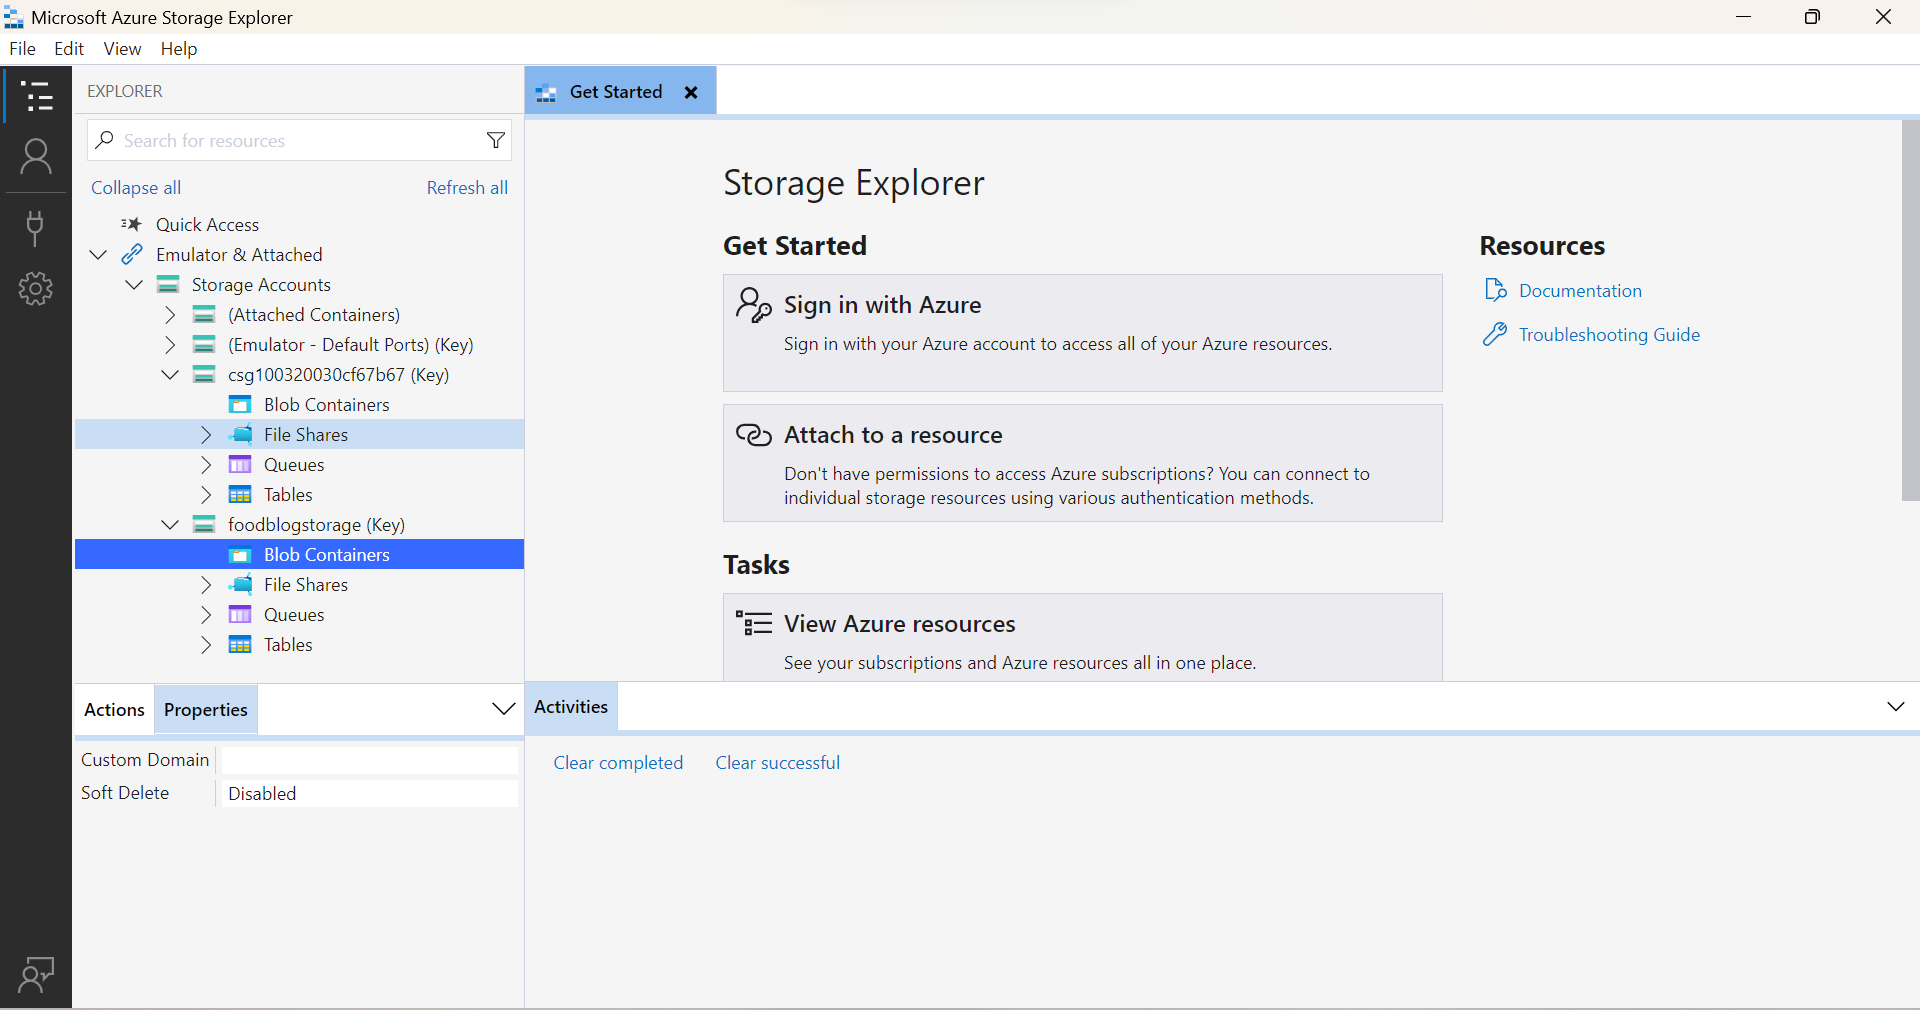 Microsoft Azure Storage Explorer
File Edit View Help
EXPLORER
Search for resources
Collapse all Refresh all
Quick Access
Emulator & Attached
Storage Accounts
(Attached Containers)
(Emulator - Default Ports) (Key)
csg100320030cf67b67 (Key)
Blob Containers
File Shares
Queues
Tables
foodblogstorage (Key)
Blob Containers
File Shares
Queues
Tables
Actions Properties
Custom Domain
Soft Delete Disabled
Get Started
Storage Explorer
Get Started
Sign in with Azure
Sign in with your Azure account to access all of your Azure resources.
Attach to a resource
Don't have permissions to access Azure subscriptions? You can connect to
individual storage resources using various authentication methods.
Tasks
View Azure resources
See your subscriptions and Azure resources all in one place.
Resources
Documentation
Troubleshooting Guide
Activities
Clear completed Clear successful